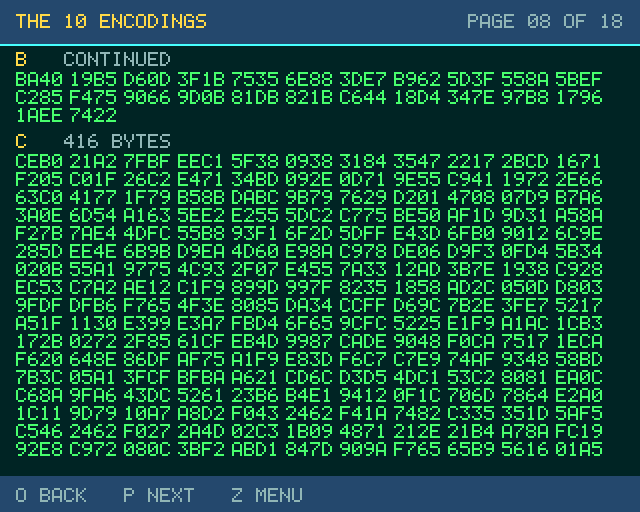 THE 10 ENCODINGS PAGE 08 OF 18
B CONTINUED
BA40 19B5 D60D 3F1B 7535 6E88 3DE7 B962 5D3F 558A 5BEF
C285 F475 9066 9D0B 81DB 821B C644 18D4 347E 97B8 1796
1AEE 7422
C 416 BYTES
CEB0 21A2 7FBF EEC1 5F38 0938 3184 3547 2217 2BCD 1671
F205 C01F 26C2 E471 34BD 092E 0D71 9E55 C941 1972 2E66
63C0 4177 1F79 B58B DABC 9B79 7629 D201 4708 07D9 B7A6
3A0E 6D54 A163 5EE2 E255 5DC2 C775 BE50 AF1D 9D31 A58A
F27B 7AE4 4DFC 55B8 93F1 6F2D 5DFF E43D 6FB0 9012 6C9E
285D EE4E 6B9B D9EA 4D60 E98A C978 DE06 D9F3 0FD4 5B34
020B 55A1 9775 4C93 2F07 E455 7A33 12AD 3B7E 1938 C928
EC53 C7A2 AE12 C1F9 899D 997F 8235 1858 AD2C 050D D803
9FDF DFB6 F765 4F3E 8085 DA34 CCFF D69C 7B2E 3FE7 5217
A51F 1130 E399 E3A7 FBD4 6F65 9CFC 5225 E1F9 A1AC 1CB3
172B 0272 2F85 61CF EB4D 9987 CADE 9048 F0CA 7517 1ECA
F620 648E 86DF AF75 A1F9 E83D F6C7 C7E9 74AF 9348 58BD
7B3C 05A1 3FCF BFBA A621 CD6C D3D5 4DC1 53C2 8081 EA0C
C68A 9FA6 43DC 5261 23B6 B4E1 9412 0F1C 706D 7864 E2A0
1C11 9D79 10A7 A8D2 F043 2462 F41A 7482 C335 351D 5AF5
C546 2462 F027 2A4D 02C3 1B09 4871 212E 21B4 A78A FC19
92E8 C972 080C 3BF2 ABD1 847D 909A F765 65B9 5616 01A5
O BACK P NEXT Z MENU